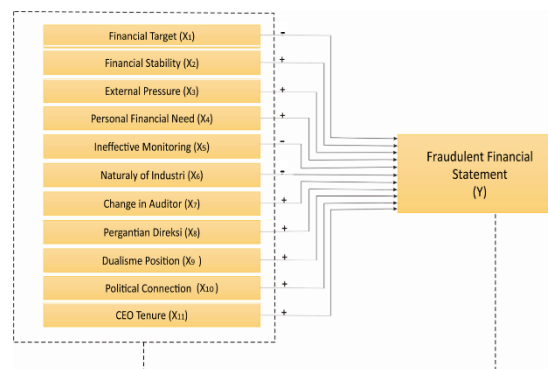 Financial Target (X1) -
Financial Stability (X2) +
External Pressure (X3) +
Personal Financial Need (X4) +
Ineffective Monitoring (X5) -
Naturaly of Industri (X6) -
Change in Auditor (X7) +
Pergantian Direksi (X8) +
Dualisme Position (X9 ) +
Political Connection (X10) +
CEO Tenure (X11) +
Fraudulent Financial
Statement
(Y)